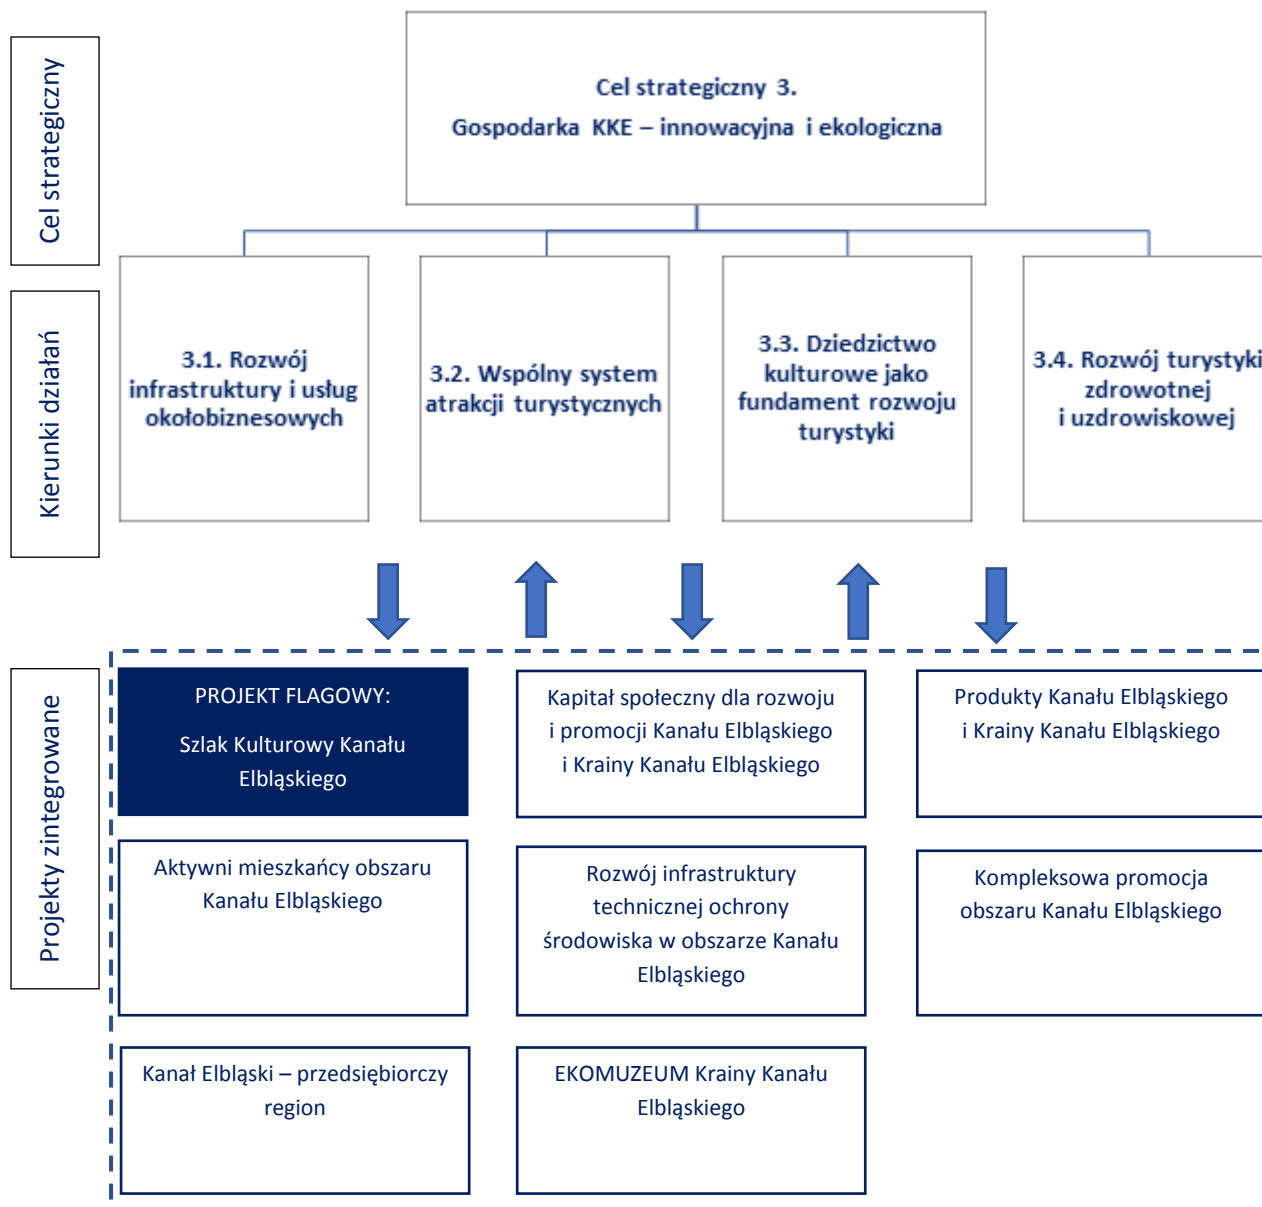 Cel strategiczny
Cel strategiczny 3.
Gospodarka KKE – innowacyjna i ekologiczna
Kierunki działań
3.1. Rozwój
infrastruktury i usług
okołobiznesowych
3.2. Wspólny system
atrakcji turystycznych
3.3. Dziedzictwo
kulturowe jako
fundament rozwoju
turystyki
3.4. Rozwój turystyki
zdrowotnej
i uzdrowiskowej
Projekty zintegrowane
PROJEKT FLAGOWY:
Szlak Kulturowy Kanału
Elbląskiego
Kapitał społeczny dla rozwoju
i promocji Kanału Elbląskiego
i Krainy Kanału Elbląskiego
Produkty Kanału Elbląskiego
i Krainy Kanału Elbląskiego
Aktywni mieszkańcy obszaru
Kanału Elbląskiego
Rozwój infrastruktury
technicznej ochrony
środowiska w obszarze Kanału
Elbląskiego
Kompleksowa promocja
obszaru Kanału Elbląskiego
Kanał Elbląski – przedsiębiorczy
region
EKOMUZEUM Krainy Kanału
Elbląskiego